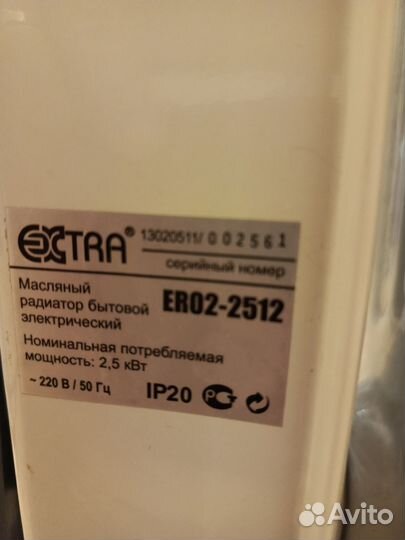 EXTRA® 13020511/002561
серийный номер
Масляный
радиатор бытовой
электрический
ER02-2512
Номинальная потребляемая
мощность: 2,5 кВт
~ 220 В / 50 Гц
IP20
Avito